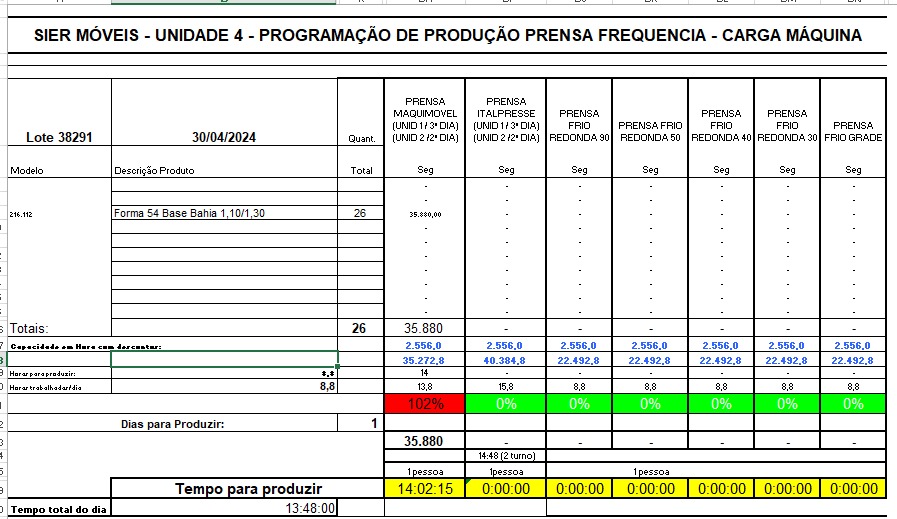 SIER MÓVEIS - UNIDADE 4 - PROGRAMAÇÃO DE PRODUÇÃO PRENSA FREQUENCIA - CARGA MÁQUINA
Lote 38291 30/04/2024 Quant. PRENSA MAQUIMOVEL (UNID 1 / 3ª DIA) (UNID 2 /2ª DIA) PRENSA ITALPRESSE (UNID 1 / 3ª DIA) (UNID 2 /2ª DIA) PRENSA FRIO REDONDA 90 PRENSA FRIO REDONDA 50 PRENSA FRIO REDONDA 40 PRENSA FRIO REDONDA 30 PRENSA FRIO GRADE
Modelo Descrição Produto Total Seg Seg Seg Seg Seg Seg Seg
- - - - - - -
- - - - - - -
216.112 Forma 54 Base Bahia 1,10/1,30 26 35.880,00 - - - - - -
- - - - - - -
- - - - - - -
- - - - - - -
- - - - - - -
- - - - - - -
- - - - - - -
- - - - - - -
Totais: 26 35.880 - - - - - -
Capacidade em Hora com descontar: 2.556,0 2.556,0 2.556,0 2.556,0 2.556,0 2.556,0 2.556,0
35.272,8 40.384,8 22.492,8 22.492,8 22.492,8 22.492,8 22.492,8
Horas para produzir: 8,8 14
Horas trabalhadas/dia 8,8 13,8 15,8 8,8 8,8 8,8 8,8 8,8
102% 0% 0% 0% 0% 0% 0%
Dias para Produzir: 1
35.880 - - - - - -
14:48 (2 turno)
1 pessoa 1pessoa 1 pessoa
Tempo para produzir 14:02:15 0:00:00 0:00:00 0:00:00 0:00:00 0:00:00 0:00:00
Tempo total do dia 13:48:00